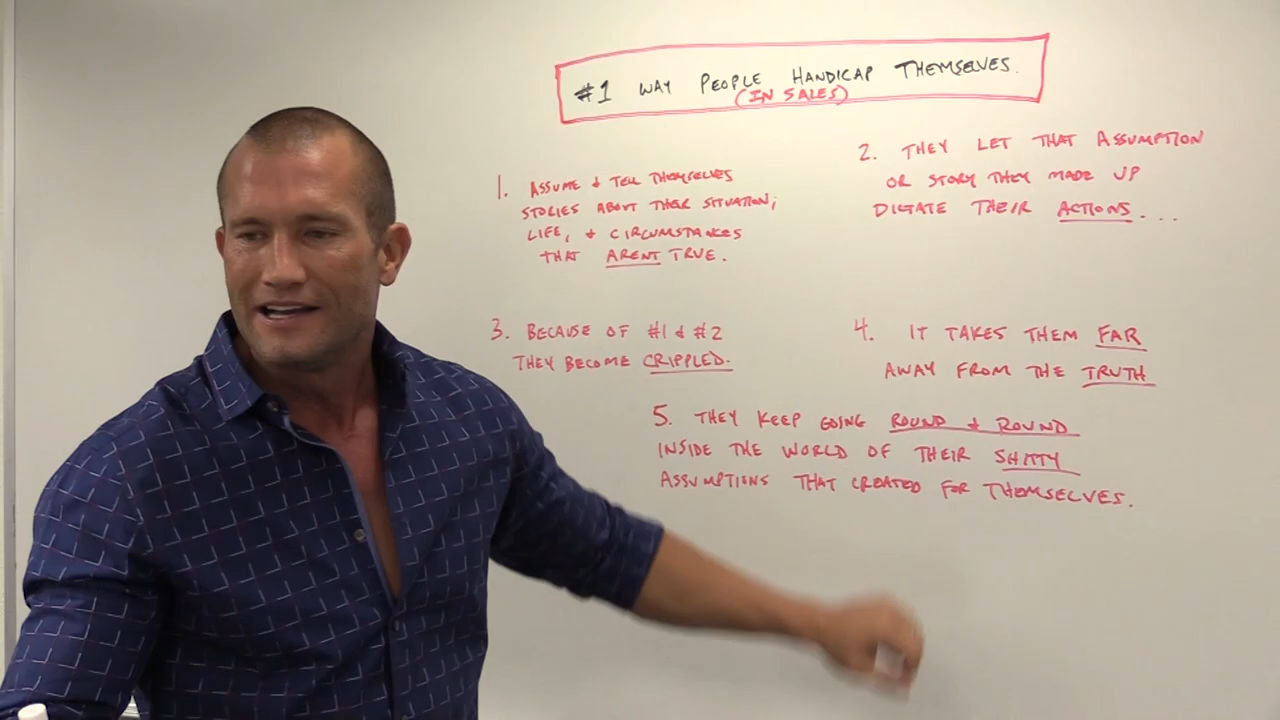 #1 WAY PEOPLE HANDICAP THEMSELVES.
(IN SALES)
1. ASSUME & TELL THEMSELVES
STORIES ABOUT THEIR SITUATION;
LIFE, & CIRCUMSTANCES
THAT ARENT TRUE.
2. THEY LET THAT ASSUMPTION
OR STORY THEY MADE UP
DICTATE THEIR ACTIONS...
3. BECAUSE OF #1 & #2
THEY BECOME CRIPPLED.
4. IT TAKES THEM FAR
AWAY FROM THE TRUTH
5. THEY KEEP GOING ROUND & ROUND
INSIDE THE WORLD OF THEIR SHITTY
ASSUMPTIONS THAT CREATED FOR THEMSELVES.